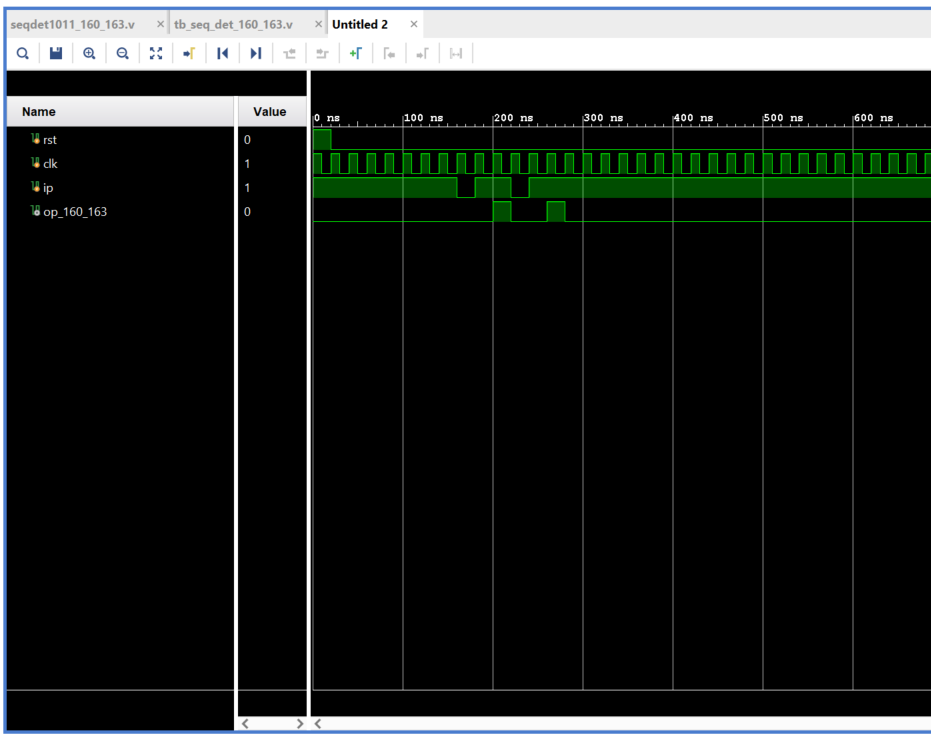 seqdet1011_160_163.v × tb_seq_det_160_163.v × Untitled 2 ×
Name Value
0 ns 100 ns 200 ns 300 ns 400 ns 500 ns 600 ns
rst 0
clk 1
ip 1
op_160_163 0